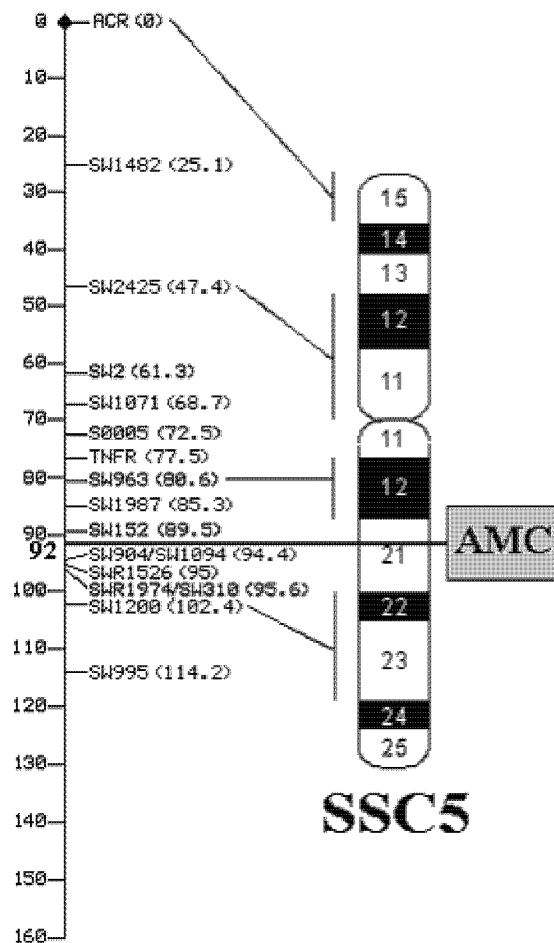 0 ACR (0)
10
20
SW1482 (25.1)
30
40
SW2425 (47.4)
50
60
SW2 (61.3)
SW1071 (68.7)
70
S0005 (72.5)
TNFR (77.5)
80
SW963 (80.6)
SW1987 (85.3)
90
SW152 (89.5)
92
SW904/SW1094 (94.4)
SWR1526 (95)
SWR1974/SW310 (95.6)
100
SW1200 (102.4)
110
SW995 (114.2)
120
130
140
150
160
15
14
13
12
11
11
12
21
22
23
24
25
AMC
SSC5